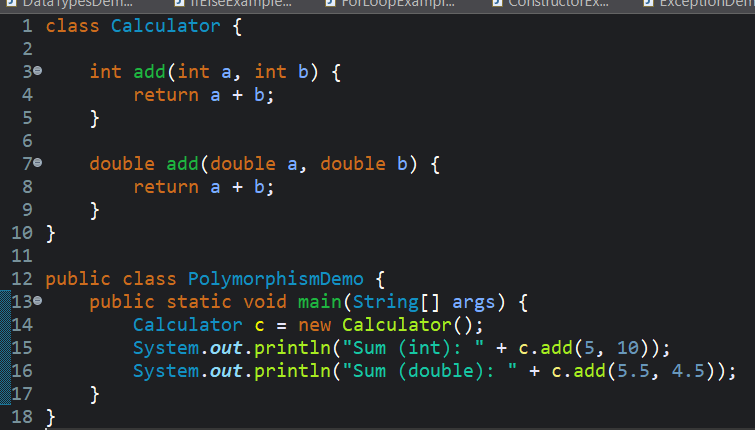 DataTypesDem... IfElseExample... ForLoopExampl... ConstructorEx... ExceptionDem
1 class Calculator {
2
3 int add(int a, int b) {
4 return a + b;
5 }
6
7 double add(double a, double b) {
8 return a + b;
9 }
10 }
11
12 public class PolymorphismDemo {
13 public static void main(String[] args) {
14 Calculator c = new Calculator();
15 System.out.println("Sum (int): " + c.add(5, 10));
16 System.out.println("Sum (double): " + c.add(5.5, 4.5));
17 }
18 }